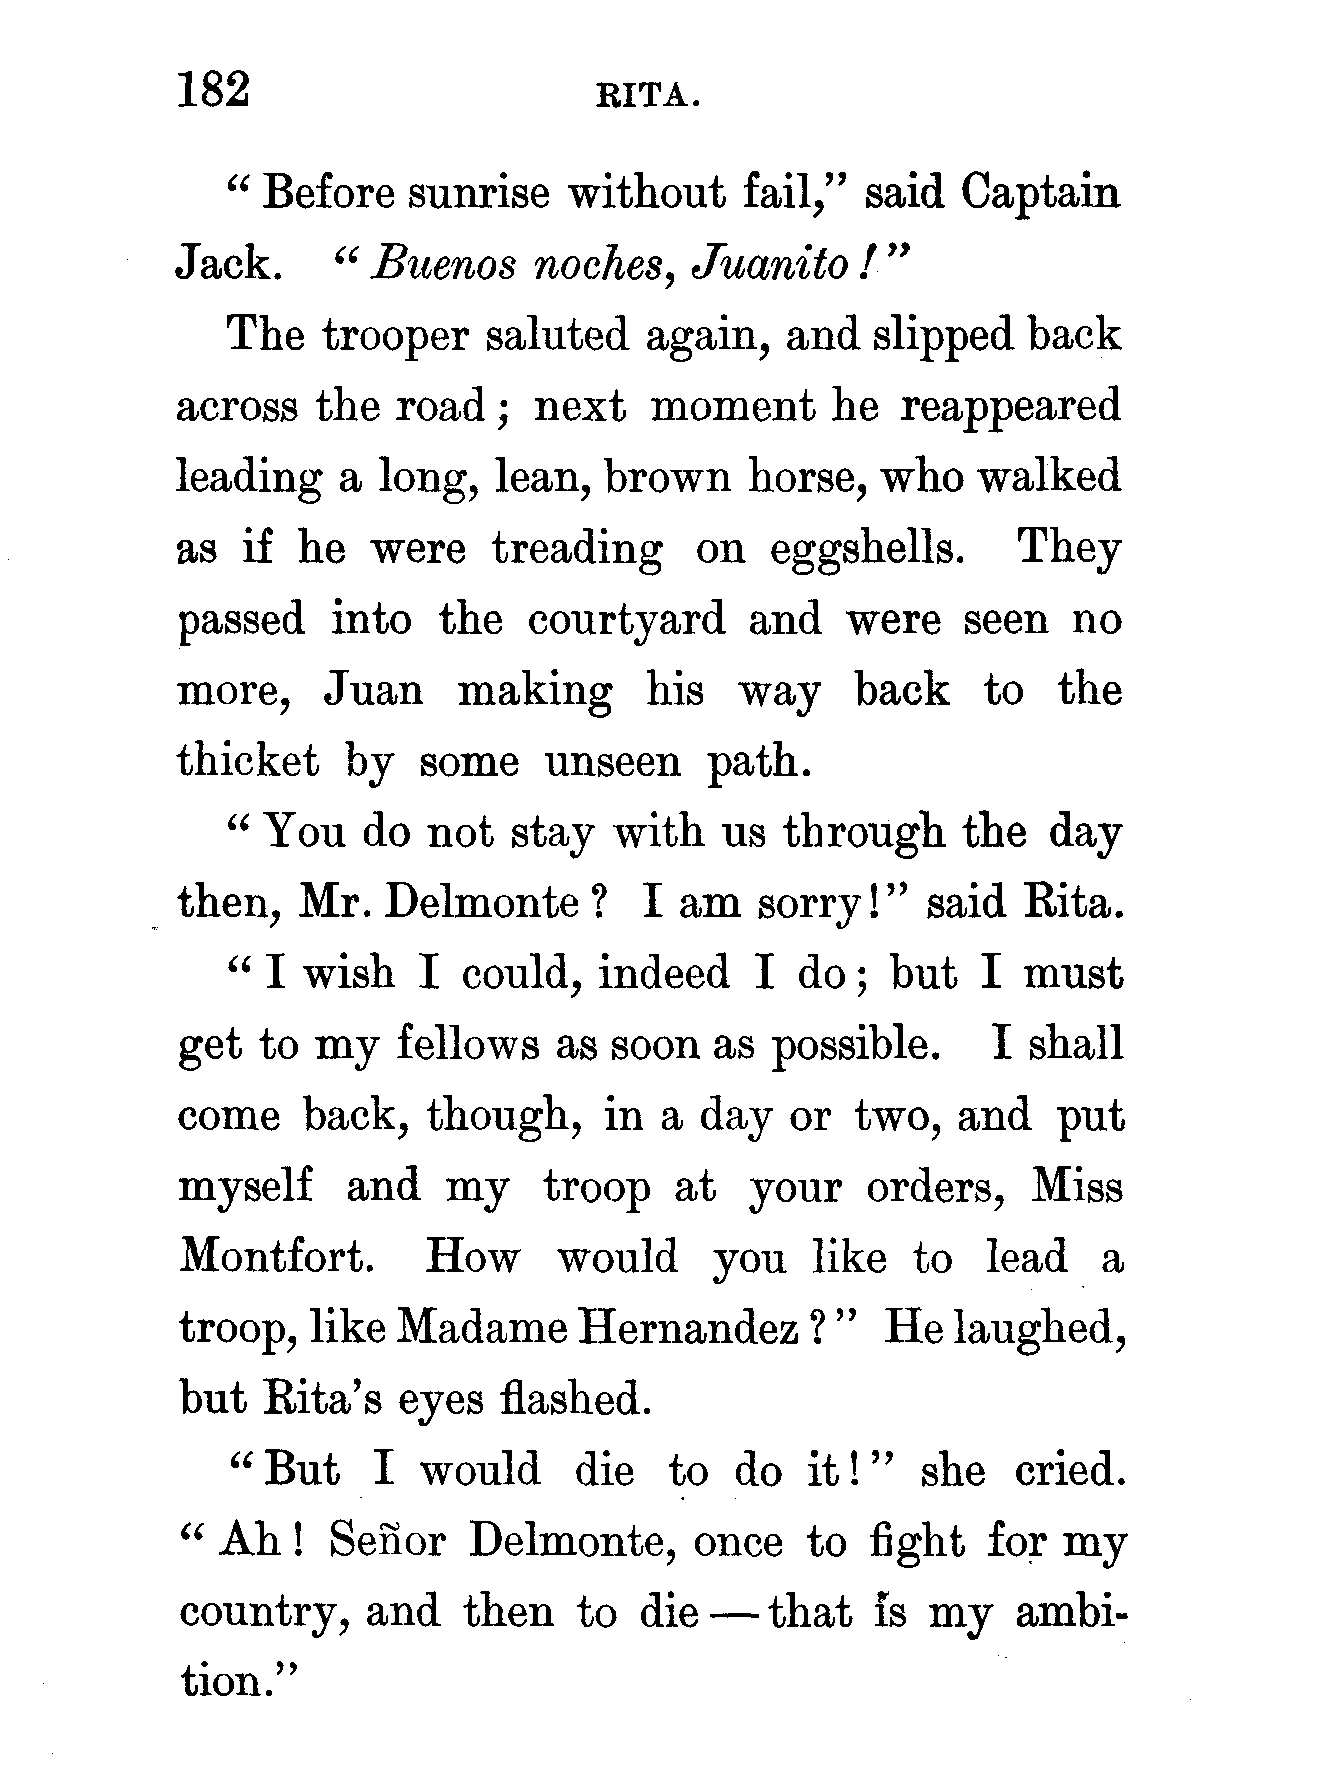 182 RITA.
“ Before sunrise without fail,” said Captain
Jack. “ Buenos noches, Juanito ! ”
The trooper saluted again, and slipped back
across the road ; next moment he reappeared
leading a long, lean, brown horse, who walked
as if he were treading on eggshells. They
passed into the courtyard and were seen no
more, Juan making his way back to the
thicket by some unseen path.
“ You do not stay with us through the day
then, Mr. Delmonte ? I am sorry ! ” said Rita.
“ I wish I could, indeed I do ; but I must
get to my fellows as soon as possible. I shall
come back, though, in a day or two, and put
myself and my troop at your orders, Miss
Montfort. How would you like to lead a
troop, like Madame Hernandez ? ” He laughed,
but Rita’s eyes flashed.
“ But I would die to do it ! ” she cried.
“ Ah ! Señor Delmonte, once to fight for my
country, and then to die — that is my ambi-
tion.”